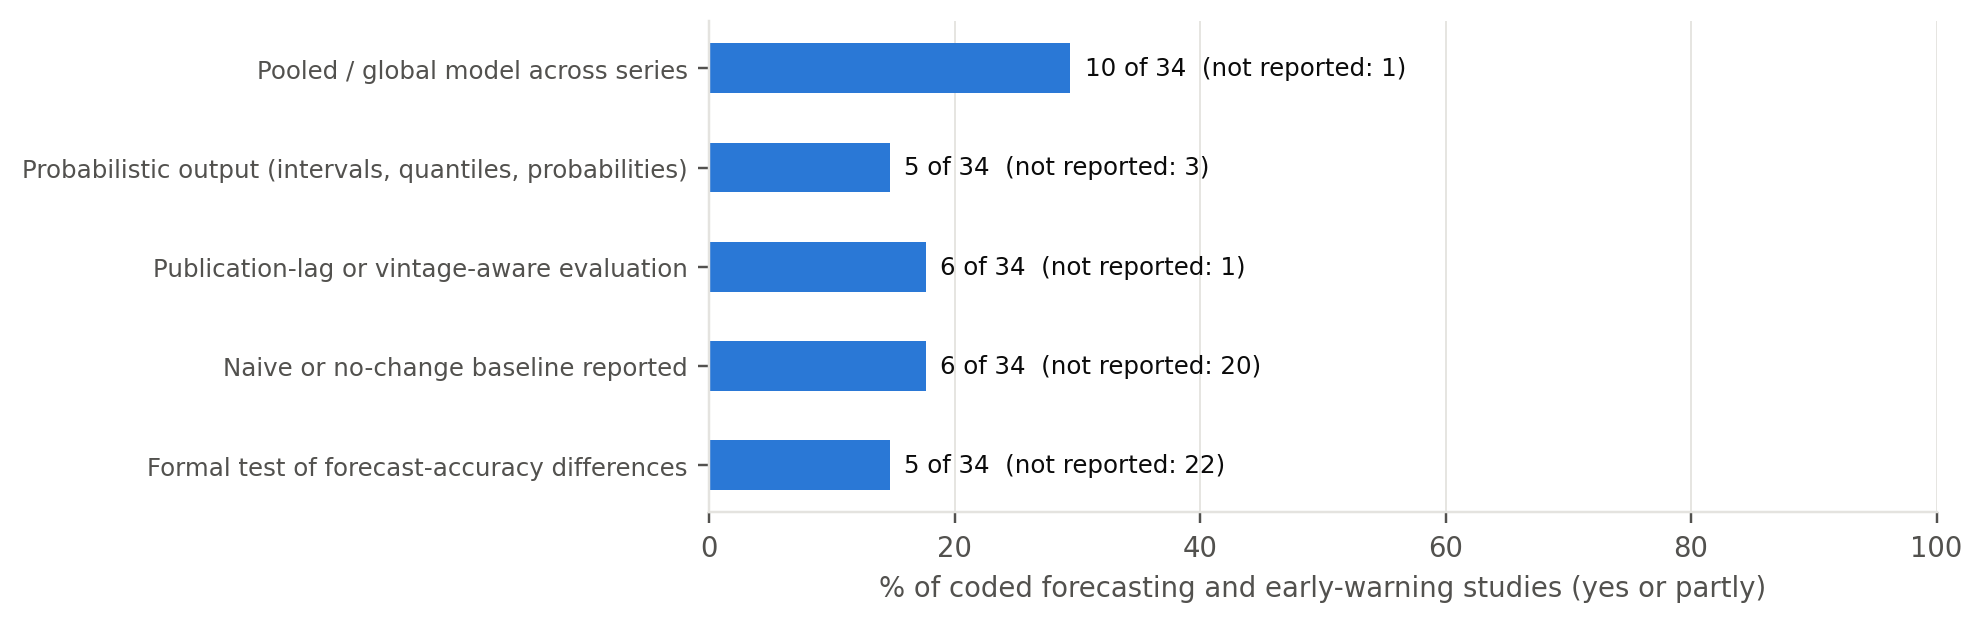 Pooled / global model across series
10 of 34  (not reported: 1)
Probabilistic output (intervals, quantiles, probabilities)
5 of 34  (not reported: 3)
Publication-lag or vintage-aware evaluation
6 of 34  (not reported: 1)
Naive or no-change baseline reported
6 of 34  (not reported: 20)
Formal test of forecast-accuracy differences
5 of 34  (not reported: 22)
0 20 40 60 80 100
% of coded forecasting and early-warning studies (yes or partly)